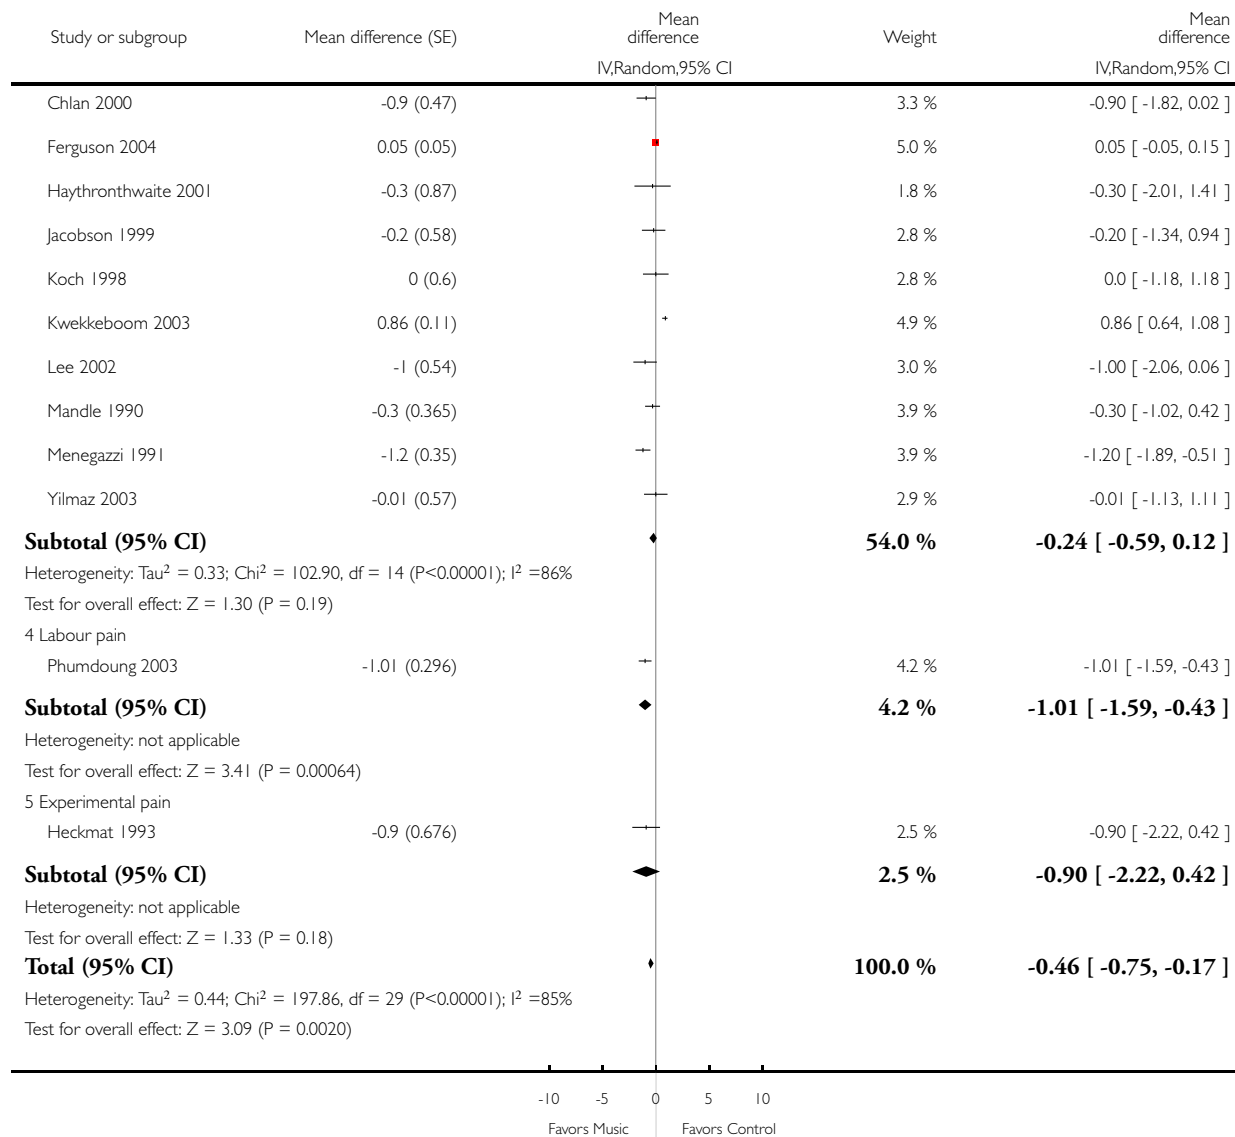 Study or subgroup Mean difference (SE) Mean difference Weight Mean difference
IV,Random,95% CI IV,Random,95% CI
Chlan 2000 -0.9 (0.47) 3.3 % -0.90 [ -1.82, 0.02 ]
Ferguson 2004 0.05 (0.05) 5.0 % 0.05 [ -0.05, 0.15 ]
Haythronthwaite 2001 -0.3 (0.87) 1.8 % -0.30 [ -2.01, 1.41 ]
Jacobson 1999 -0.2 (0.58) 2.8 % -0.20 [ -1.34, 0.94 ]
Koch 1998 0 (0.6) 2.8 % 0.0 [ -1.18, 1.18 ]
Kwekkeboom 2003 0.86 (0.11) 4.9 % 0.86 [ 0.64, 1.08 ]
Lee 2002 -1 (0.54) 3.0 % -1.00 [ -2.06, 0.06 ]
Mandle 1990 -0.3 (0.365) 3.9 % -0.30 [ -1.02, 0.42 ]
Menegazzi 1991 -1.2 (0.35) 3.9 % -1.20 [ -1.89, -0.51 ]
Yilmaz 2003 -0.01 (0.57) 2.9 % -0.01 [ -1.13, 1.11 ]
Subtotal (95% CI) 54.0 % -0.24 [ -0.59, 0.12 ]
Heterogeneity: Tau² = 0.33; Chi² = 102.90, df = 14 (P<0.00001); I² =86%
Test for overall effect: Z = 1.30 (P = 0.19)
4 Labour pain
Phumdoung 2003 -1.01 (0.296) 4.2 % -1.01 [ -1.59, -0.43 ]
Subtotal (95% CI) 4.2 % -1.01 [ -1.59, -0.43 ]
Heterogeneity: not applicable
Test for overall effect: Z = 3.41 (P = 0.00064)
5 Experimental pain
Heckmat 1993 -0.9 (0.676) 2.5 % -0.90 [ -2.22, 0.42 ]
Subtotal (95% CI) 2.5 % -0.90 [ -2.22, 0.42 ]
Heterogeneity: not applicable
Test for overall effect: Z = 1.33 (P = 0.18)
Total (95% CI) 100.0 % -0.46 [ -0.75, -0.17 ]
Heterogeneity: Tau² = 0.44; Chi² = 197.86, df = 29 (P<0.00001); I² =85%
Test for overall effect: Z = 3.09 (P = 0.0020)
-10 -5 0 5 10
Favors Music Favors Control